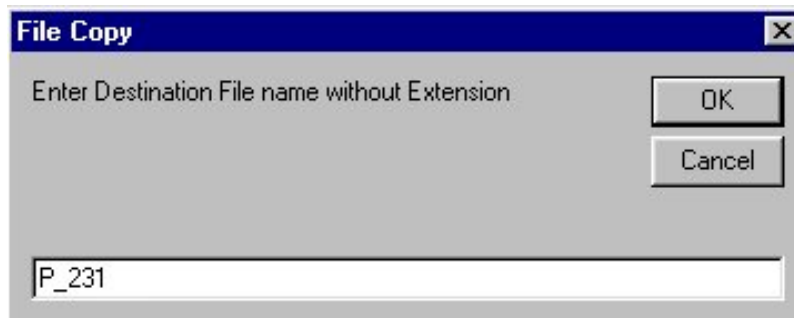 File Copy
Enter Destination File name without Extension
OK
Cancel
P_231